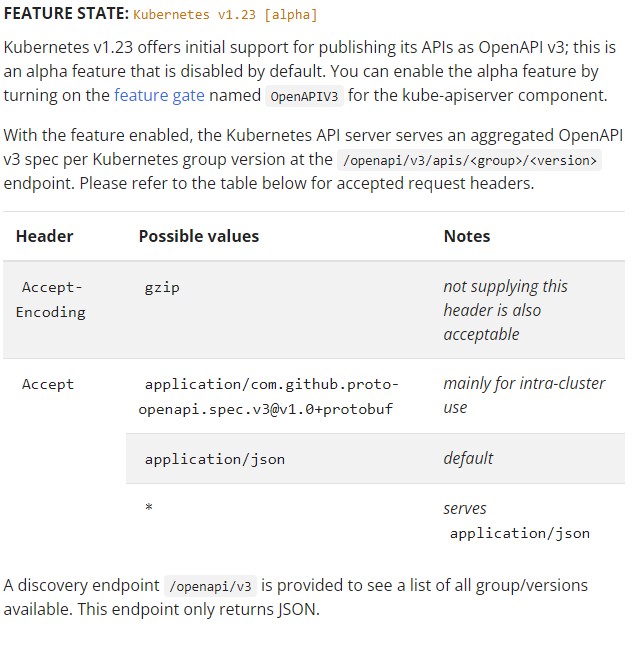 FEATURE STATE: Kubernetes v1.23 [alpha]
Kubernetes v1.23 offers initial support for publishing its APIs as OpenAPI v3; this is
an alpha feature that is disabled by default. You can enable the alpha feature by
turning on the feature gate named OpenAPIV3 for the kube-apiserver component.
With the feature enabled, the Kubernetes API server serves an aggregated OpenAPI
v3 spec per Kubernetes group version at the /openapi/v3/apis/<group>/<version>
endpoint. Please refer to the table below for accepted request headers.
Header Possible values Notes
Accept- gzip not supplying this
Encoding header is also
acceptable
Accept application/com.github.proto- mainly for intra-cluster
openapi.spec.v3@v1.0+protobuf use
application/json default
* serves
application/json
A discovery endpoint /openapi/v3 is provided to see a list of all group/versions
available. This endpoint only returns JSON.